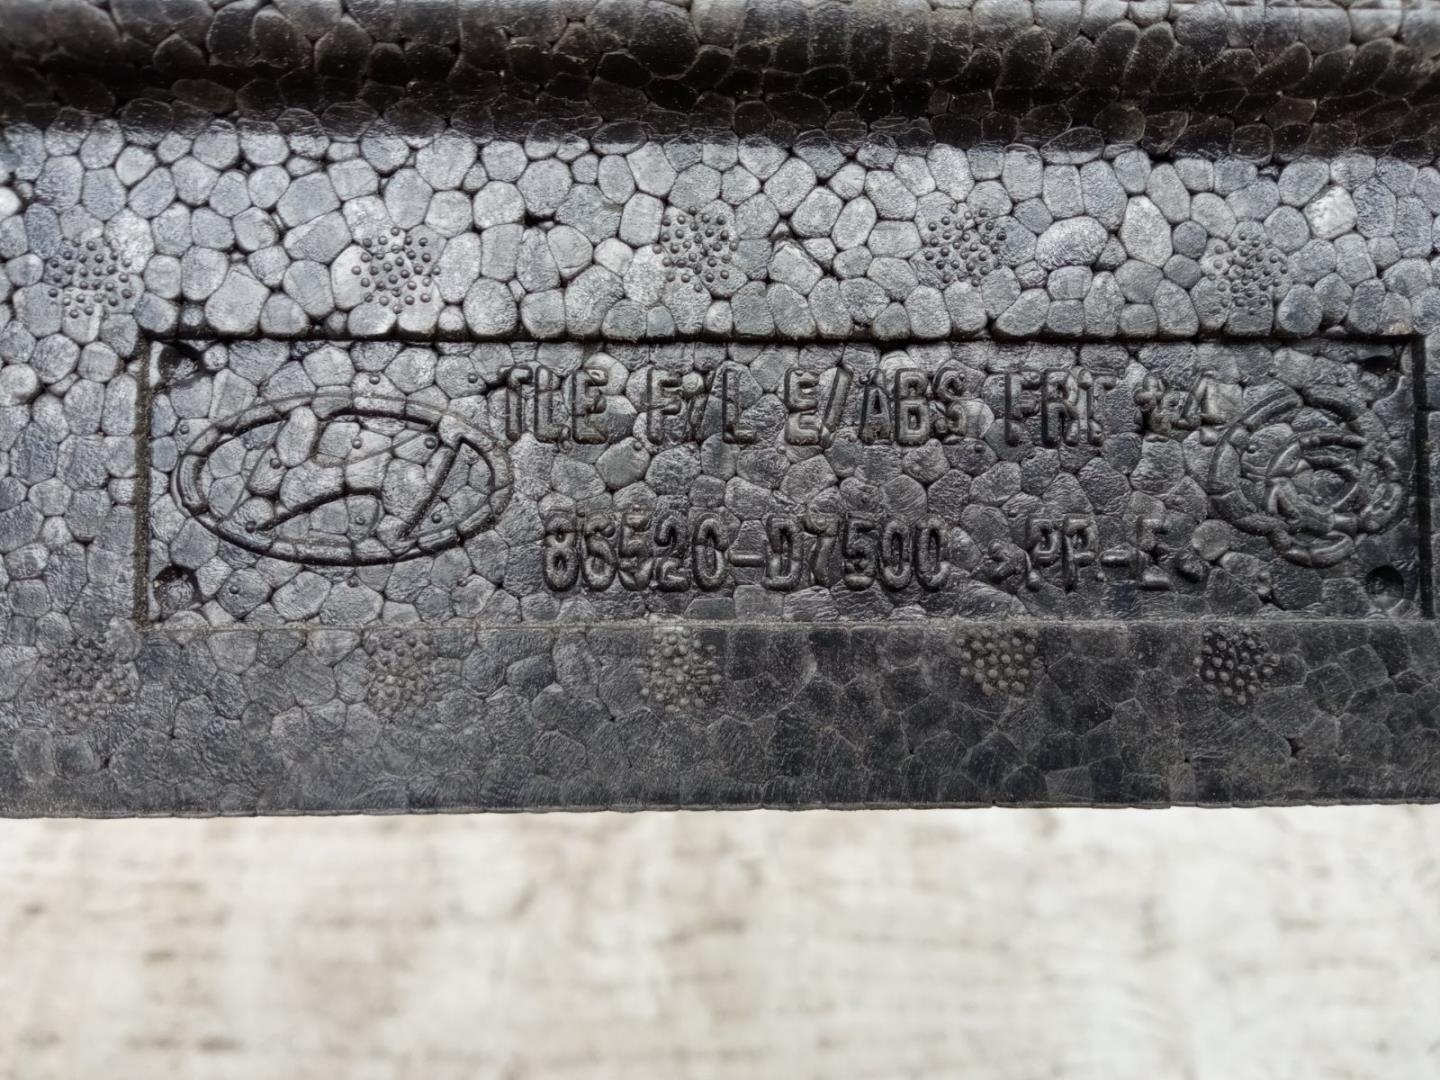 TLE F/L E/ABS FRT
86520-D7500 >PP-E<